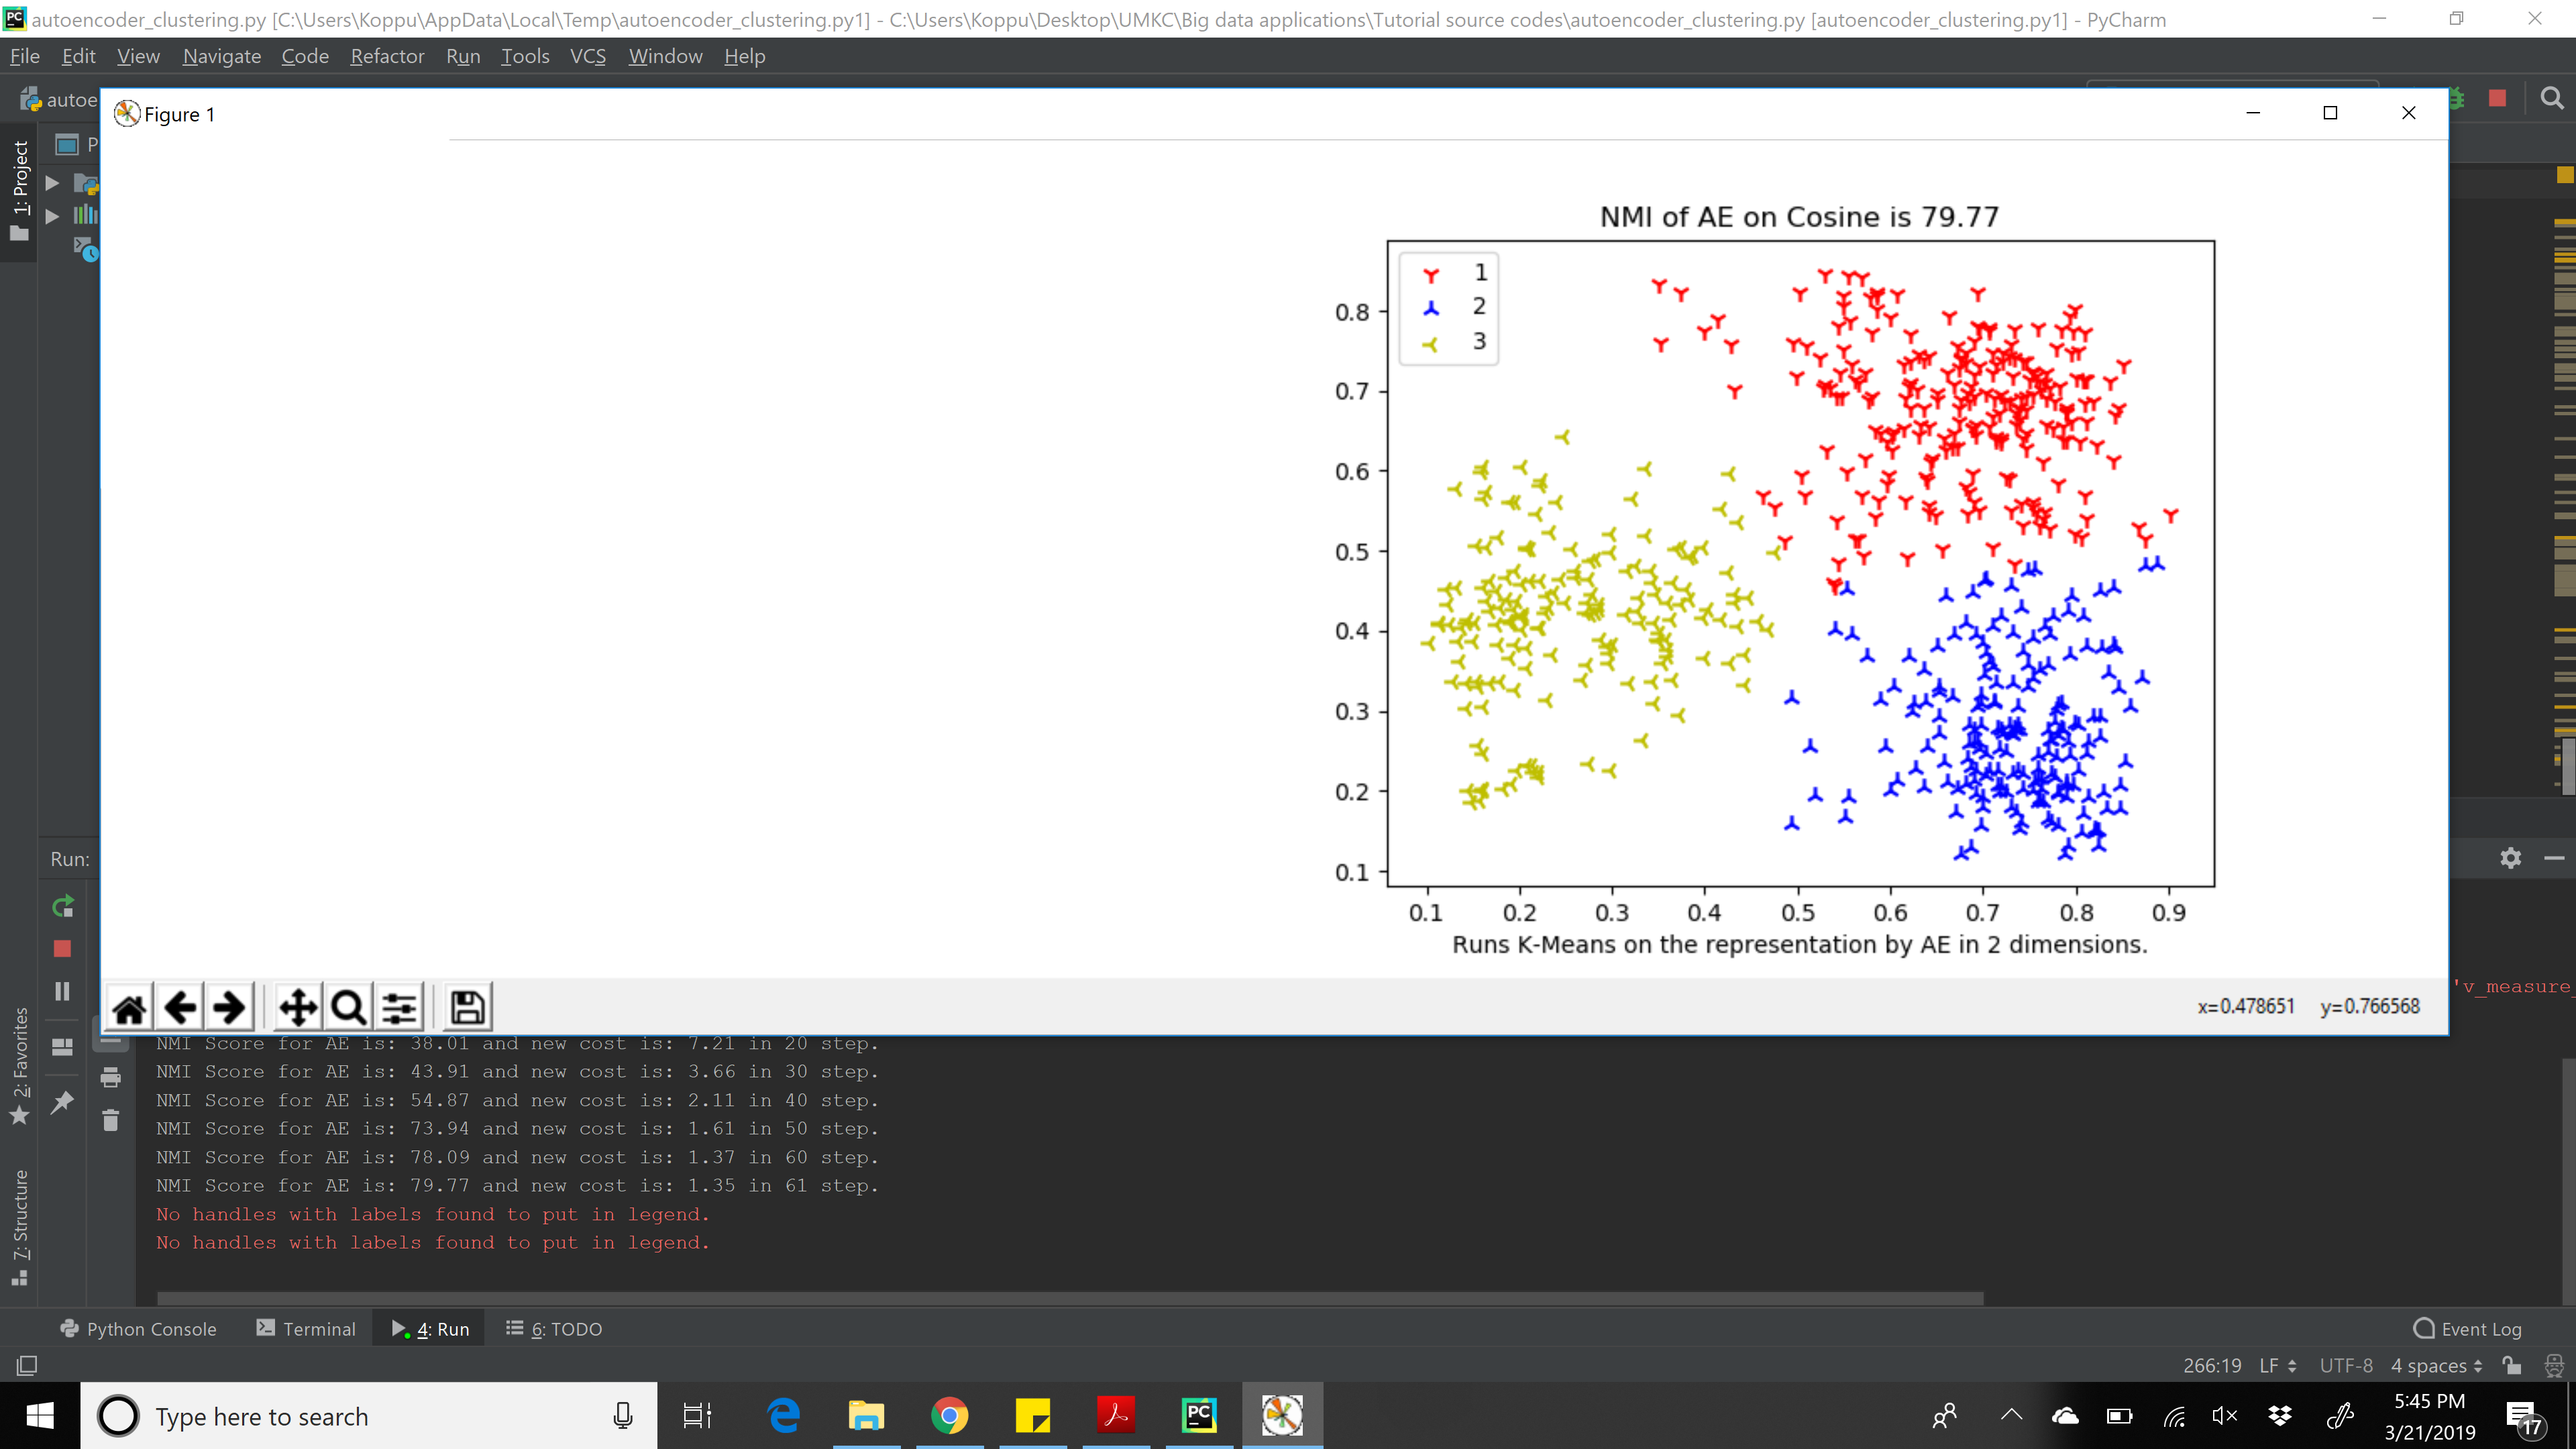 autoencoder_clustering.py [C:\Users\Koppu\AppData\Local\Temp\autoencoder_clustering.py1] - C:\Users\Koppu\Desktop\UMKC\Big data applications\Tutorial source codes\autoencoder_clustering.py [autoencoder_clustering.py1] - PyCharm
File Edit View Navigate Code Refactor Run Tools VCS Window Help
autoe
Figure 1
1: Project
P
NMI of AE on Cosine is 79.77
1
2
3
0.8
0.7
0.6
0.5
0.4
0.3
0.2
0.1
0.1 0.2 0.3 0.4 0.5 0.6 0.7 0.8 0.9
Runs K-Means on the representation by AE in 2 dimensions.
x=0.478651 y=0.766568
Run:
'v_measure_
NMI Score for AE is: 38.01 and new cost is: 7.21 in 20 step.
NMI Score for AE is: 43.91 and new cost is: 3.66 in 30 step.
NMI Score for AE is: 54.87 and new cost is: 2.11 in 40 step.
NMI Score for AE is: 73.94 and new cost is: 1.61 in 50 step.
NMI Score for AE is: 78.09 and new cost is: 1.37 in 60 step.
NMI Score for AE is: 79.77 and new cost is: 1.35 in 61 step.
No handles with labels found to put in legend.
No handles with labels found to put in legend.
2: Favorites
7: Structure
Python Console Terminal 4: Run 6: TODO Event Log
266:19 LF UTF-8 4 spaces
Type here to search
PC
5:45 PM
3/21/2019
17